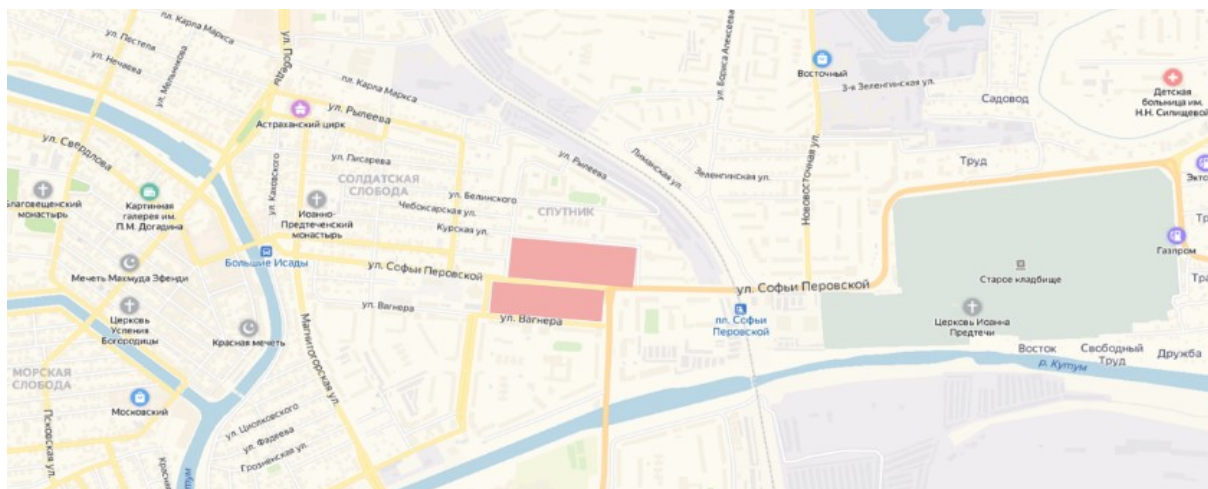 пл. Карла Маркса
ул. Пестеля
ул. Нечаева
ул. Мельникова
ул. Победы
пл. Карла Маркса
ул. Рылеева
Астраханский цирк
ул. Свердлова
ул. Бориса Алексеева
Восточный
3-я Зеленгинская ул.
Садовод
Детская
больница им.
Н.Н. Силищевой
ул. Писарева
СОЛДАТСКАЯ
СЛОБОДА
ул. Каховского
ул. Рылеева
Лиманская ул.
Зеленгинская ул.
Труд
Нововосточная ул.
Благовещенский
монастырь
Картинная
галерея им.
П.М. Догадина
Иоанно-
Предтеченский
монастырь
ул. Белинского
Чебоксарская ул.
Курская ул.
СПУТНИК
Газпром
Большие Исады
Мечеть Махмуда Эфенди
ул. Софьи Перовской
ул. Софьи Перовской
Старое кладбище
ул. Вагнера
ул. Вагнера
Церковь
Успения
Богородицы
Красная мечеть
Магнитогорская ул.
пл. Софьи
Перовской
Церковь Иоанна
Предтечи
Восток
Свободный
Труд
Дружба
р. Кутум
МОРСКАЯ
СЛОБОДА
Московский
Псковская ул.
ул. Циолковского
ул. Фадеева
Грозненская ул.